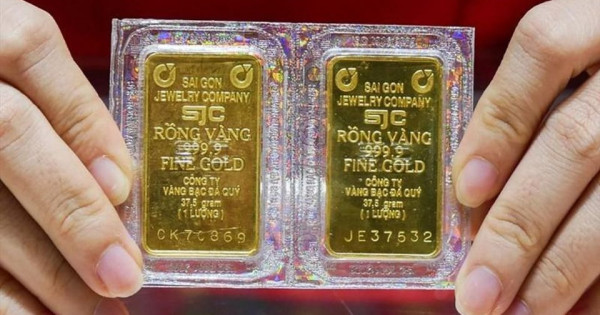 SAI GON
JEWELRY COMPANY
SJC
RỒNG VÀNG
999.9
FINE GOLD
CÔNG TY
VÀNG BẠC ĐÁ QUÝ
37,5 gram
(1 LƯỢNG)
CK70869
SAI GON
JEWELRY COMPANY
SJC
RỒNG VÀNG
999.9
FINE GOLD
CÔNG TY
VÀNG BẠC ĐÁ QUÝ
37,5 gram
(1 LƯỢNG)
JE37532